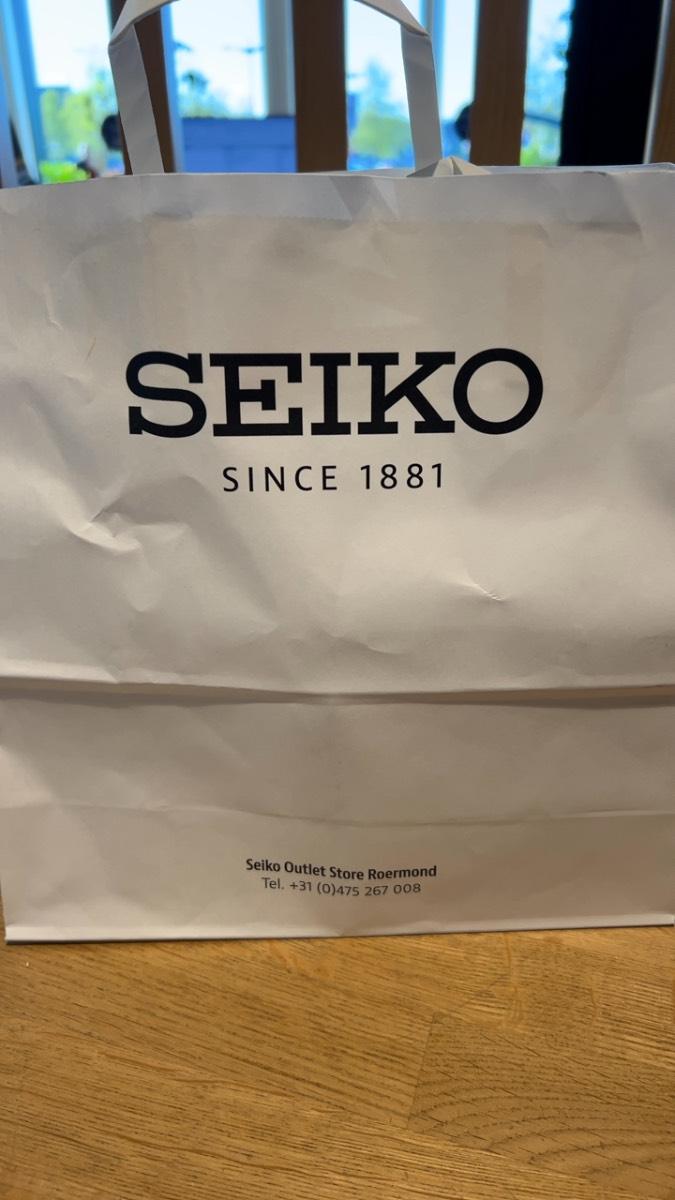 SEIKO
SINCE 1881
Seiko Outlet Store Roermond
Tel. +31 (0)475 267 008